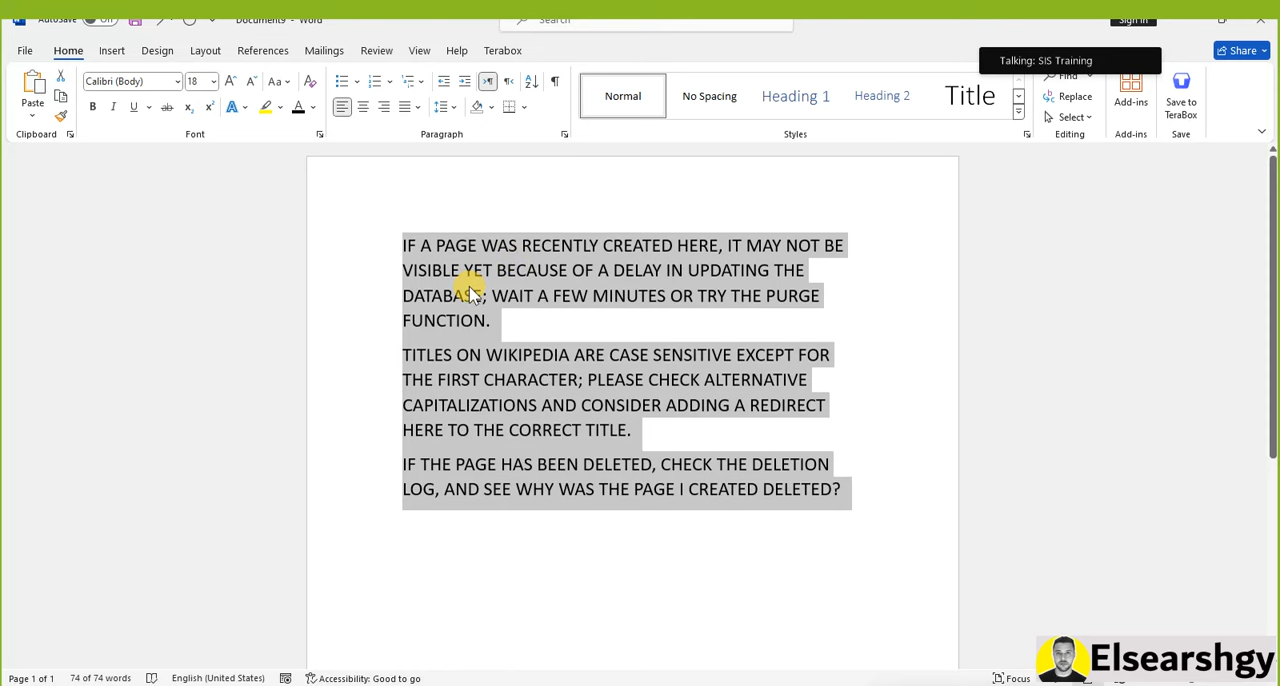 AutoSave Off Document9 - Word Search Sign in
File Home Insert Design Layout References Mailings Review View Help Terabox Share
Talking: SIS Training
Paste Calibri (Body) 18 Aa Normal No Spacing Heading 1 Heading 2 Title Find Replace Select Add-ins Save to TeraBox
Clipboard Font Paragraph Styles Editing Add-ins Save
IF A PAGE WAS RECENTLY CREATED HERE, IT MAY NOT BE
VISIBLE YET BECAUSE OF A DELAY IN UPDATING THE
DATABASE; WAIT A FEW MINUTES OR TRY THE PURGE
FUNCTION.
TITLES ON WIKIPEDIA ARE CASE SENSITIVE EXCEPT FOR
THE FIRST CHARACTER; PLEASE CHECK ALTERNATIVE
CAPITALIZATIONS AND CONSIDER ADDING A REDIRECT
HERE TO THE CORRECT TITLE.
IF THE PAGE HAS BEEN DELETED, CHECK THE DELETION
LOG, AND SEE WHY WAS THE PAGE I CREATED DELETED?
Elsearshgy
Page 1 of 1 74 of 74 words English (United States) Accessibility: Good to go Focus